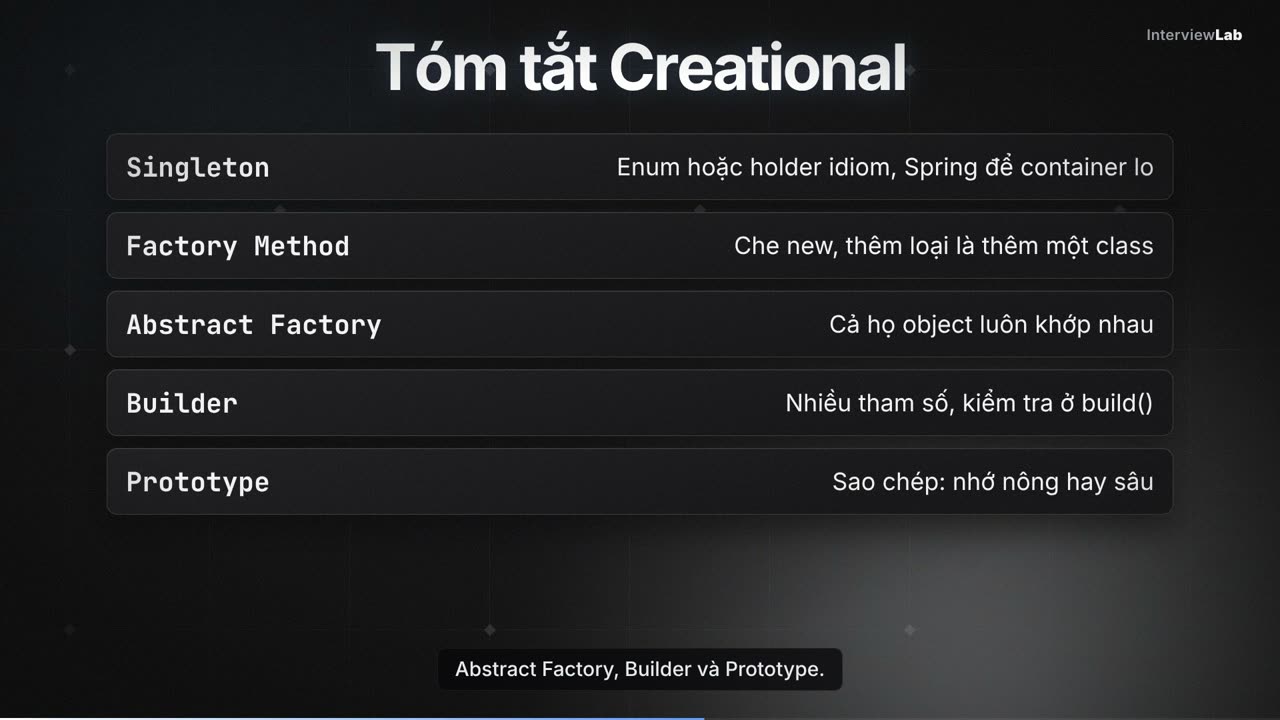 InterviewLab
Tóm tắt Creational
Singleton
Enum hoặc holder idiom, Spring để container lo
Factory Method
Che new, thêm loại là thêm một class
Abstract Factory
Cả họ object luôn khớp nhau
Builder
Nhiều tham số, kiểm tra ở build()
Prototype
Sao chép: nhớ nông hay sâu
Abstract Factory, Builder và Prototype.